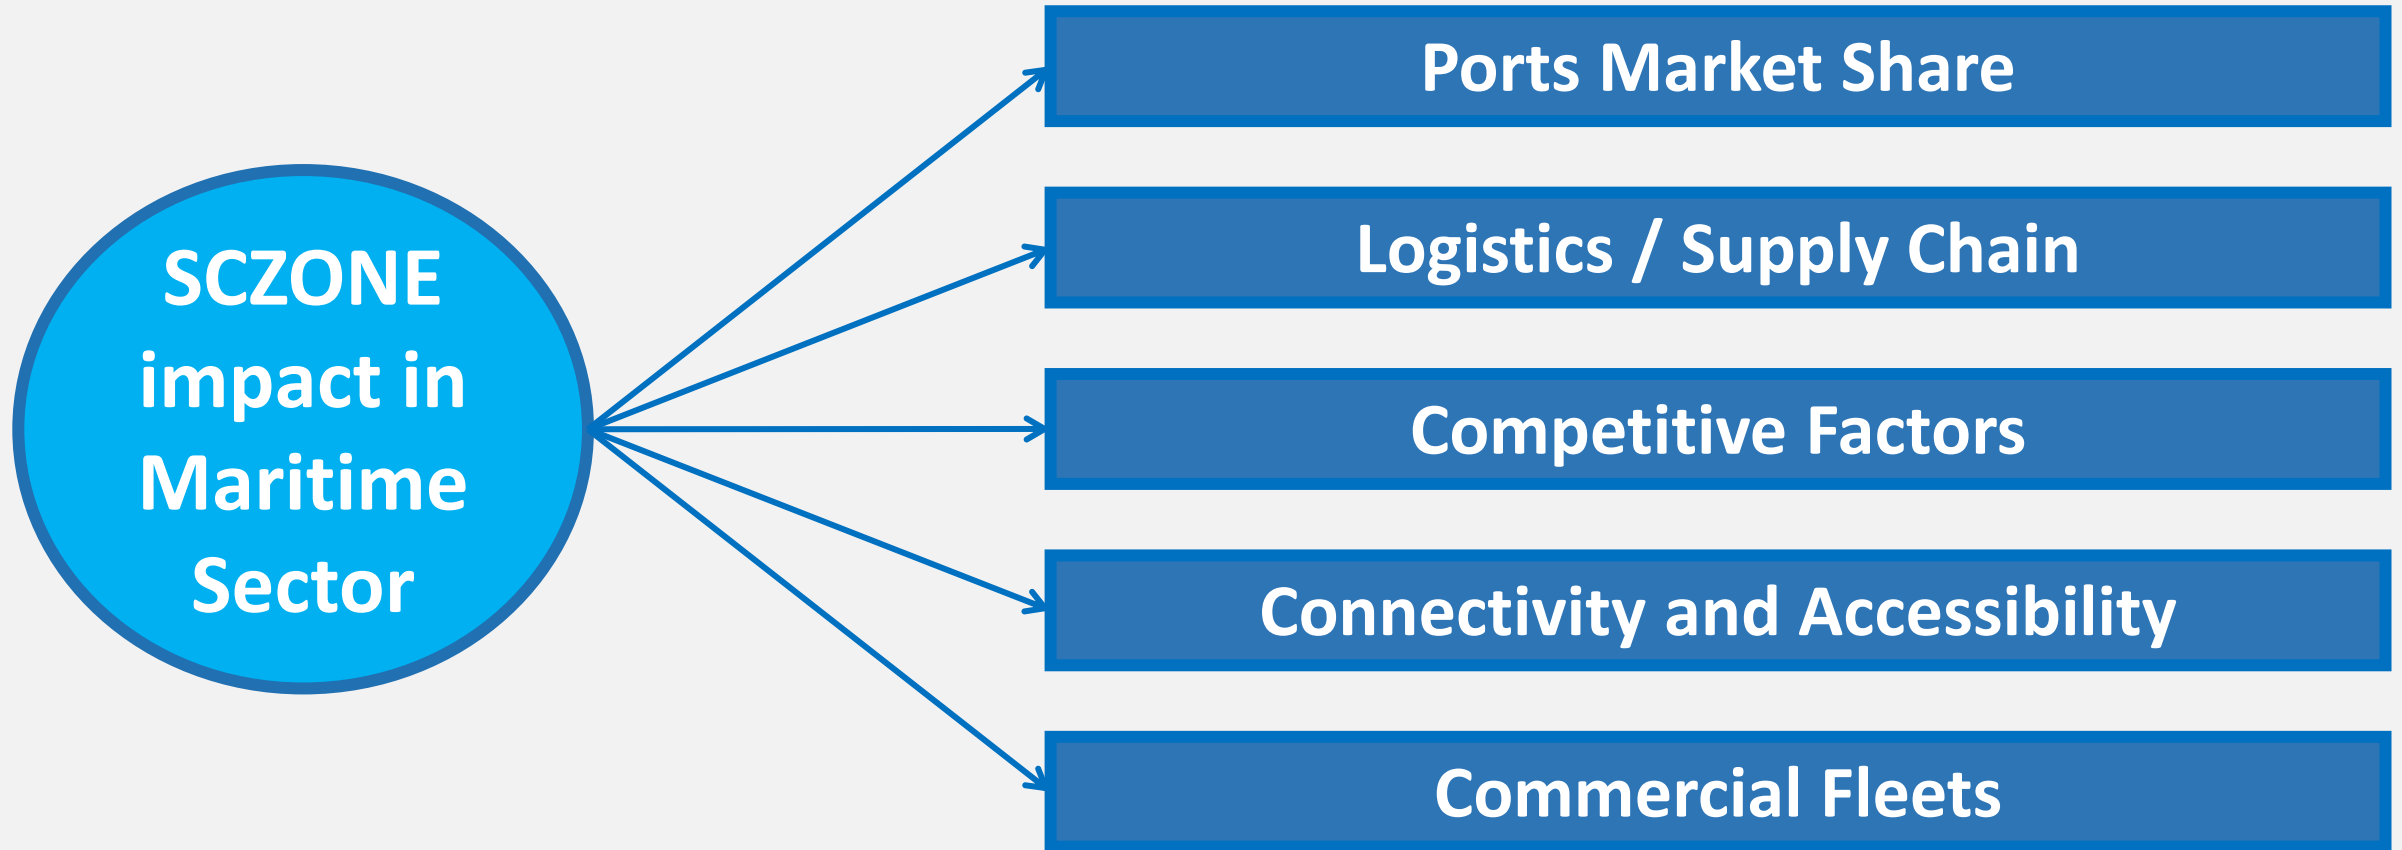 SCZONE
impact in
Maritime
Sector
Ports Market Share
Logistics / Supply Chain
Competitive Factors
Connectivity and Accessibility
Commercial Fleets